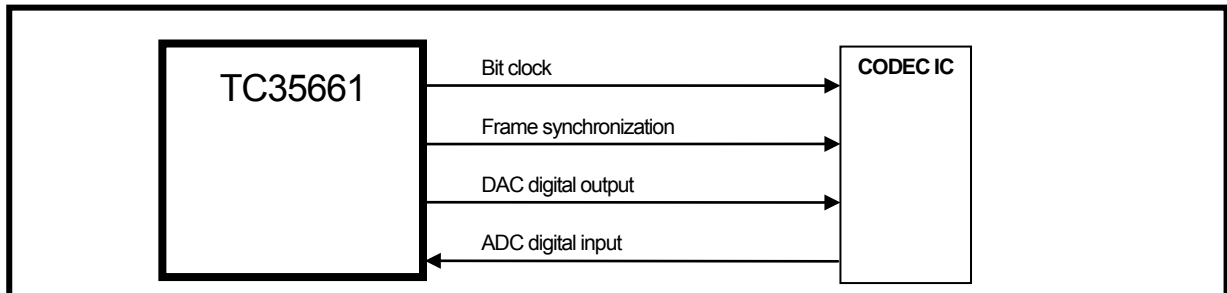 TC35661
Bit clock
CODEC IC
Frame synchronization
DAC digital output
ADC digital input